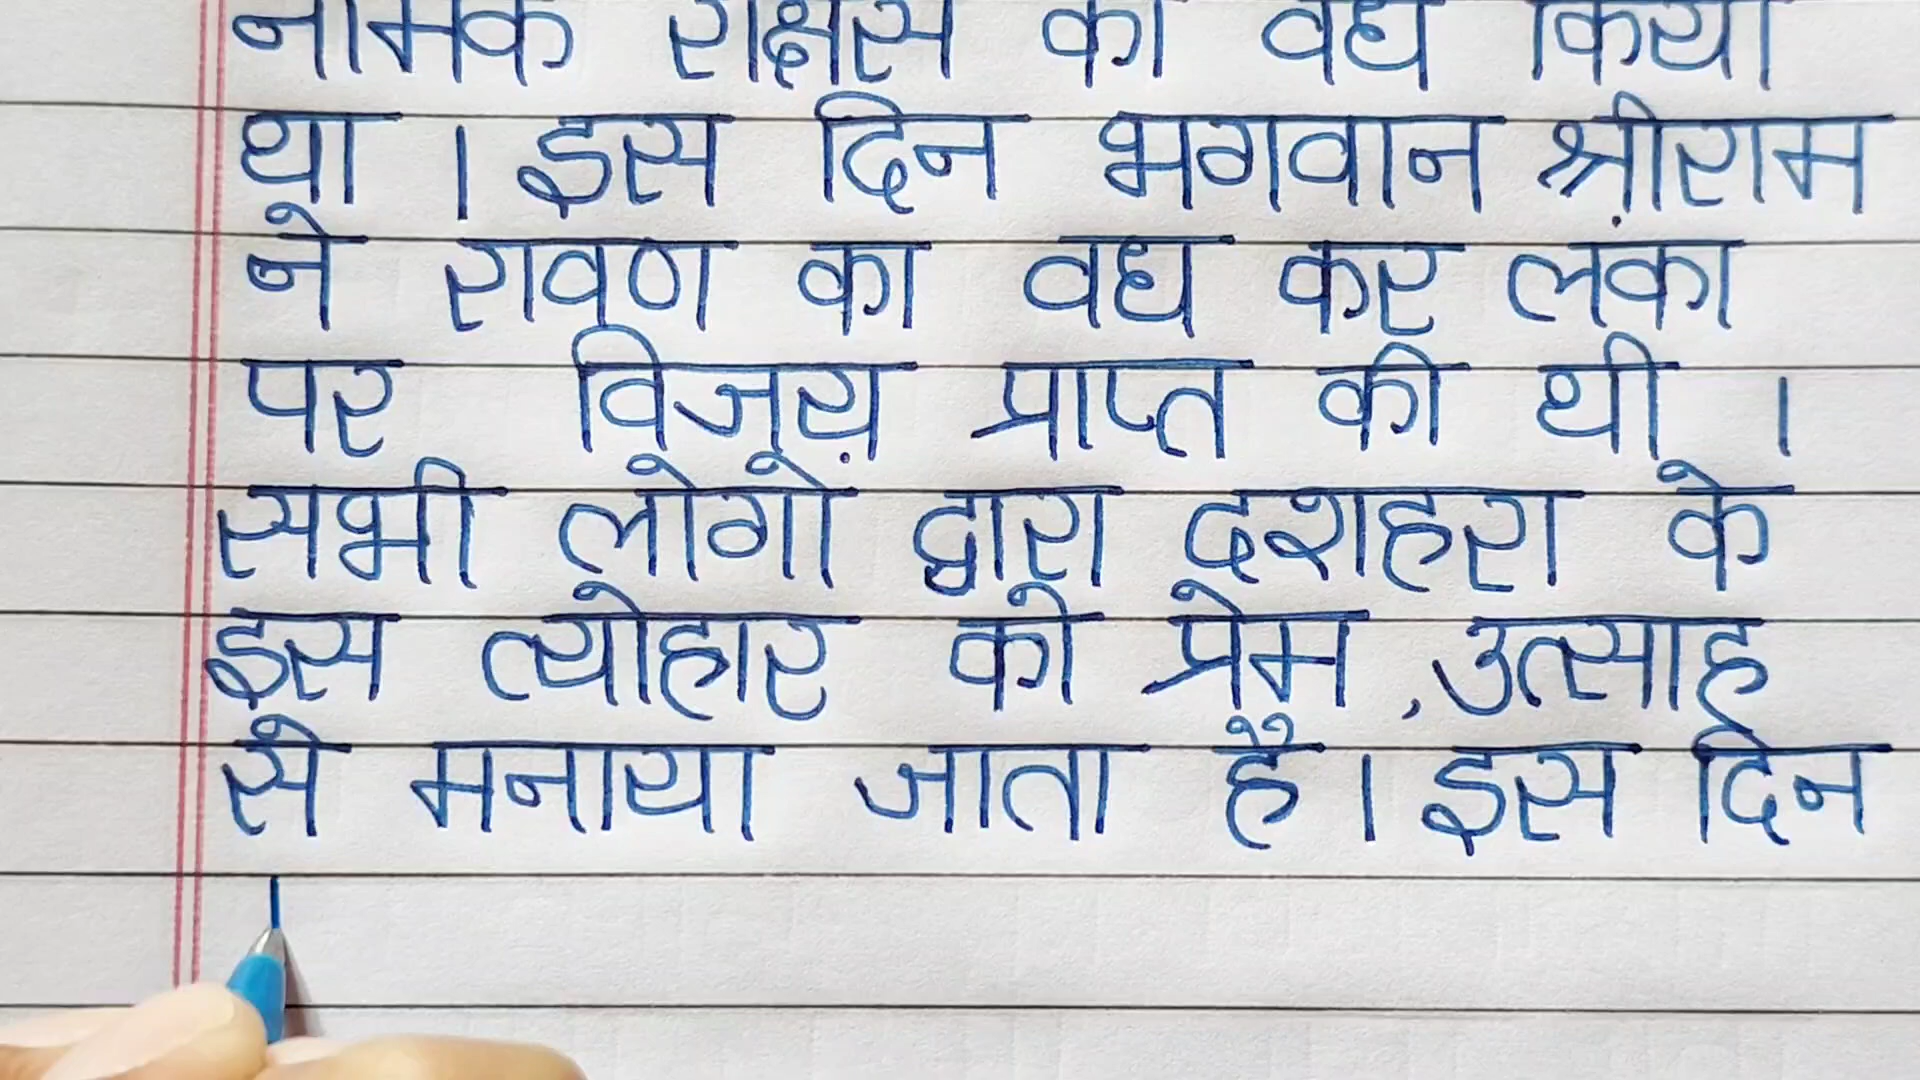 नामक राक्षस का वध किया
था । इस दिन भगवान श्रीराम
ने रावण का वध कर लंका
पर विजय प्राप्त की थी ।
सभी लोगो द्वारा दशहरा के
इस त्योहार को प्रेम ,उत्साह
से मनाया जाता है । इस दिन